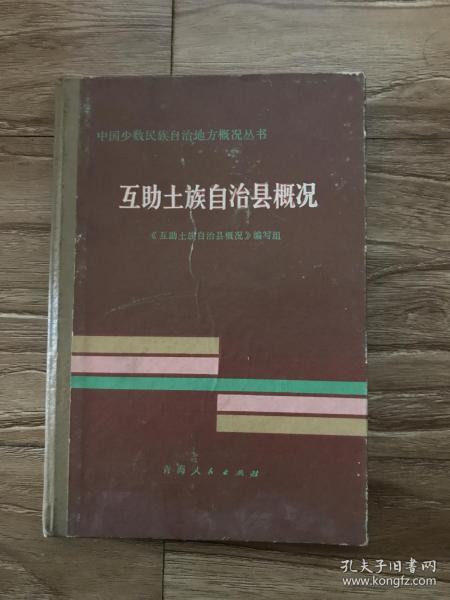 中国少数民族自治地方概况丛书
互助土族自治县概况
《互助土族自治县概况》编写组
青海人民出版社
孔夫子旧书网
www.kongfz.com